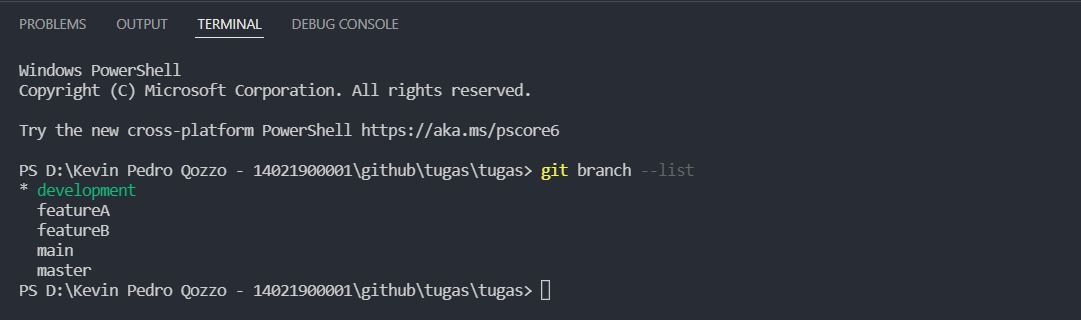 PROBLEMS OUTPUT TERMINAL DEBUG CONSOLE
Windows PowerShell
Copyright (C) Microsoft Corporation. All rights reserved.
Try the new cross-platform PowerShell https://aka.ms/pscore6
PS D:\Kevin Pedro Qozzo - 14021900001\github\tugas\tugas> git branch --list
* development
featureA
featureB
main
master
PS D:\Kevin Pedro Qozzo - 14021900001\github\tugas\tugas>